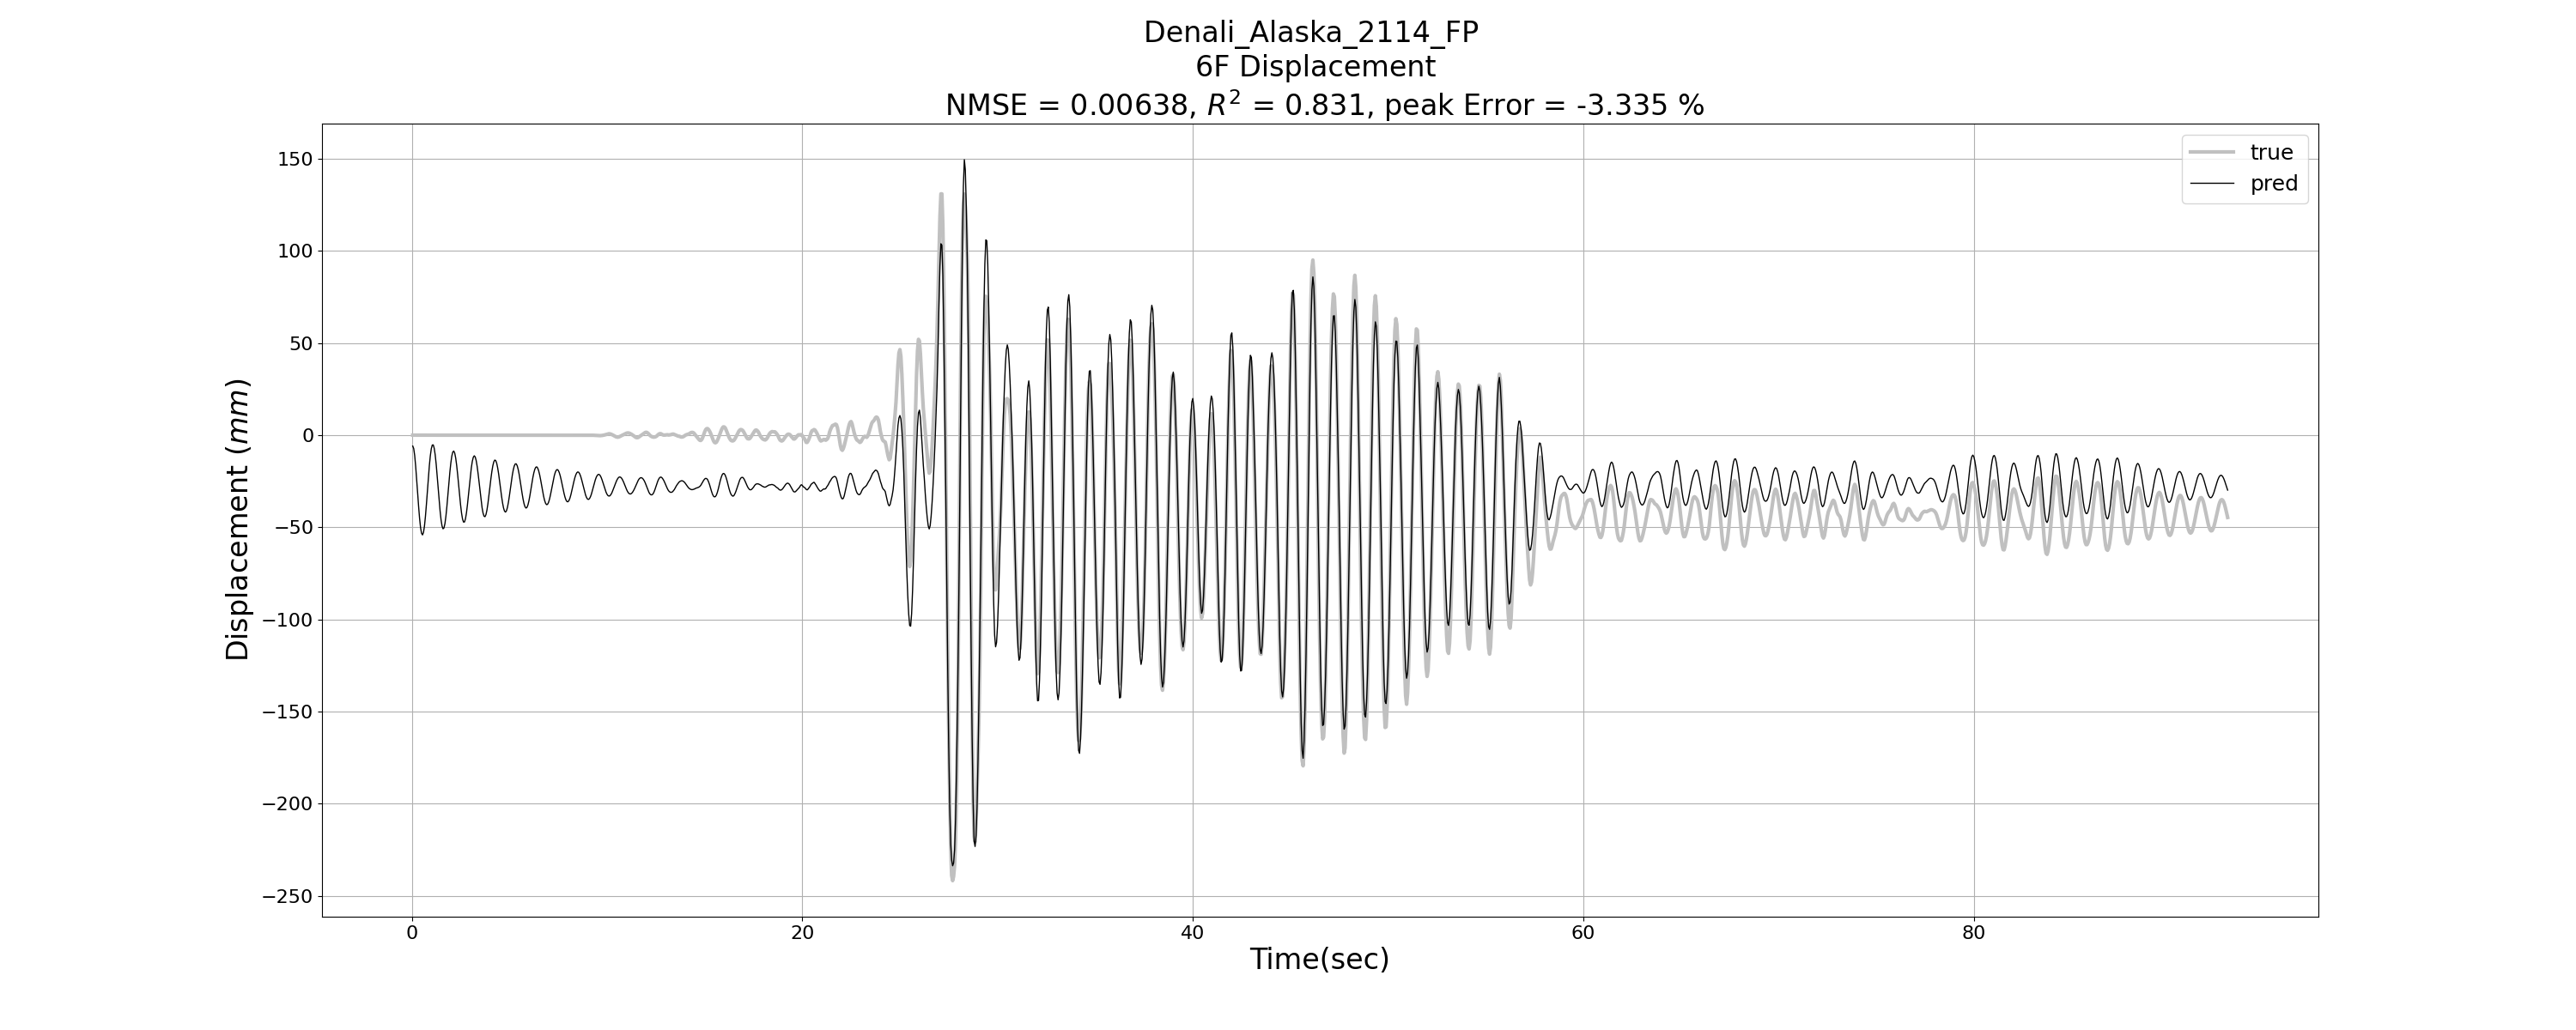 Denali_Alaska_2114_FP
6F Displacement
NMSE = 0.00638, R² = 0.831, peak Error = -3.335 %
true
pred
150
100
50
0
−50
−100
−150
−200
−250
Displacement (mm)
0 20 40 60 80
Time(sec)